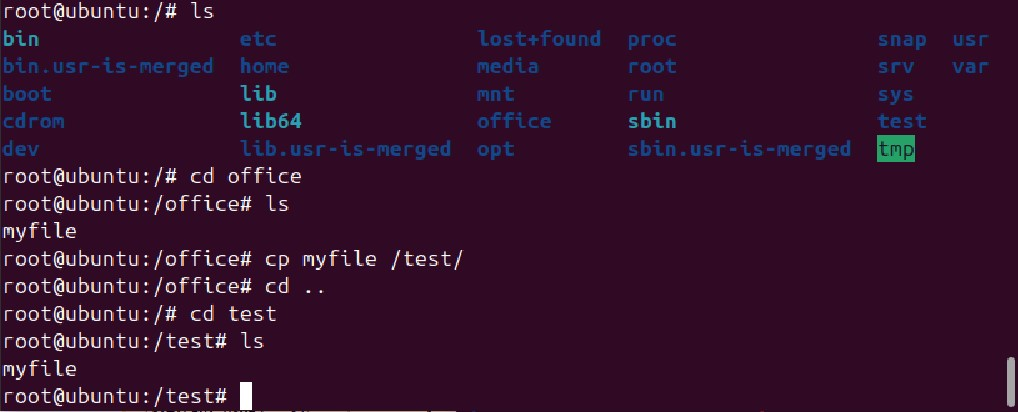 root@ubuntu:/# ls
bin etc lost+found proc snap usr
bin.usr-is-merged home media root srv var
boot lib mnt run sys
cdrom lib64 office sbin test
dev lib.usr-is-merged opt sbin.usr-is-merged tmp
root@ubuntu:/# cd office
root@ubuntu:/office# ls
myfile
root@ubuntu:/office# cp myfile /test/
root@ubuntu:/office# cd ..
root@ubuntu:/# cd test
root@ubuntu:/test# ls
myfile
root@ubuntu:/test#